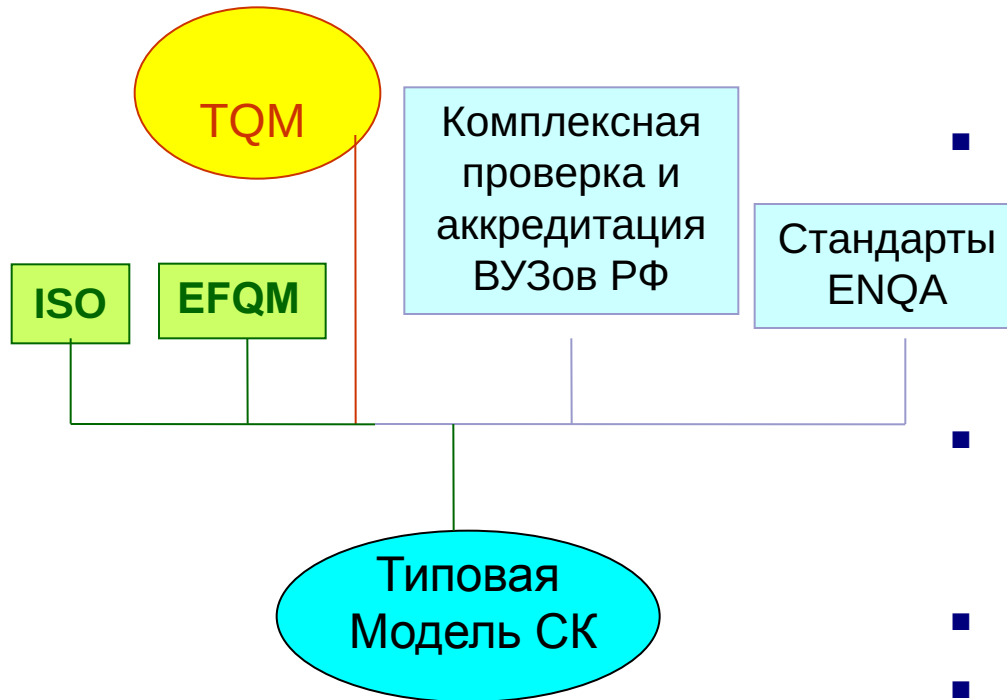 TQM
Комплексная
проверка и
аккредитация
ВУЗов РФ
Стандарты
ENQA
ISO
EFQM
Типовая
Модель СК